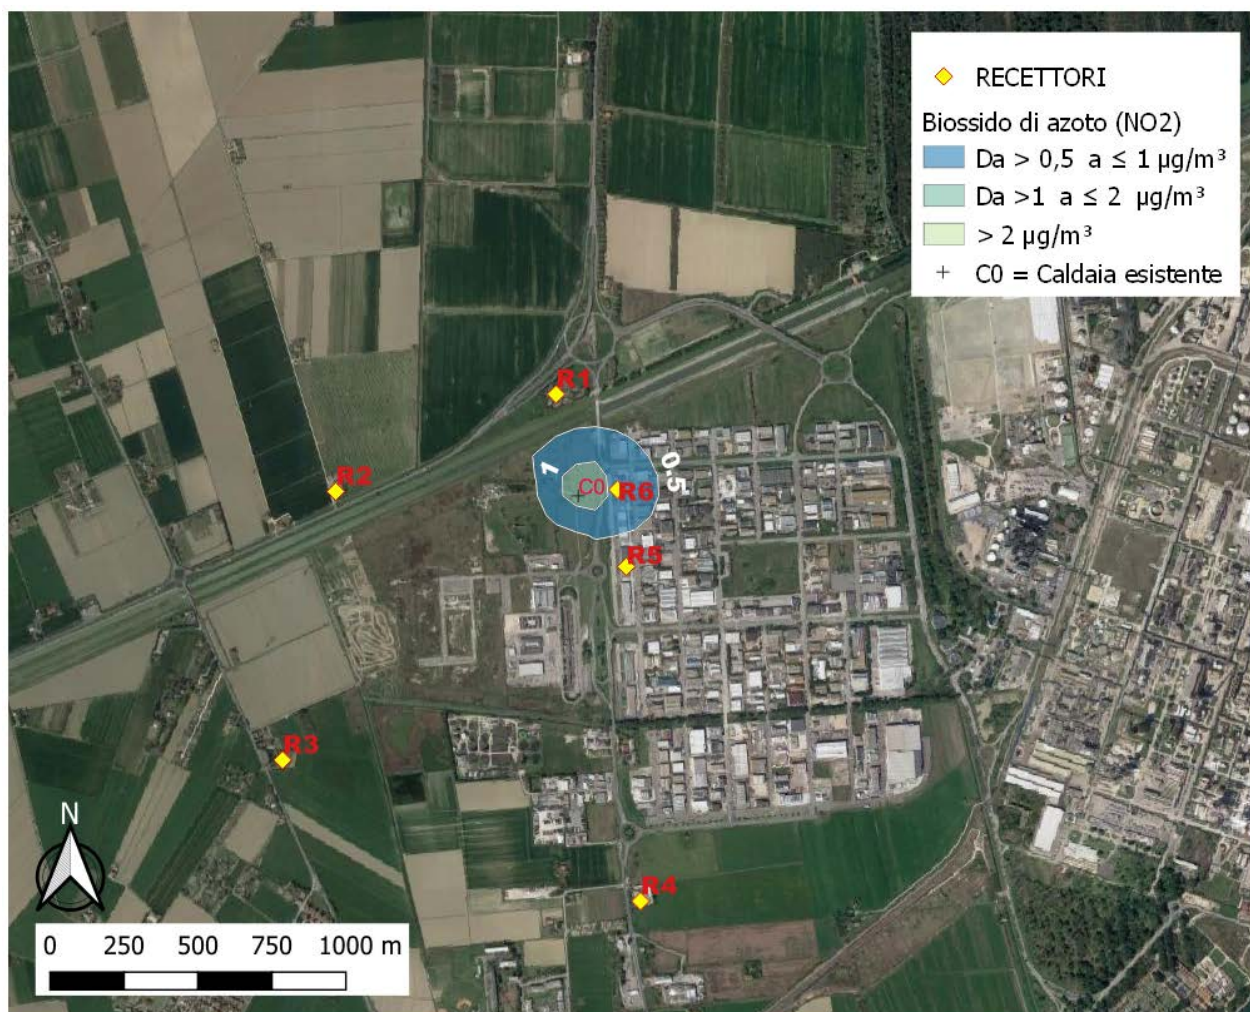 RECETTORI
Biossido di azoto (NO2)
Da > 0,5 a ≤ 1 µg/m³
Da >1 a ≤ 2 µg/m³
> 2 µg/m³
C0 = Caldaia esistente
R1
R2
1
0.5
C0
R6
R5
R3
R4
N
0 250 500 750 1000 m